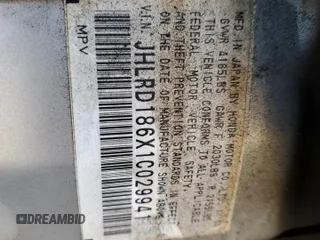 MFD. IN JAPAN BY HONDA MOTOR CO.
GVWR 4165LBS GAWR F 2030LBS R
THIS VEHICLE CONFORMS TO ALL APPLICABLE
FEDERAL MOTOR VEHICLE SAFETY
AND THEFT PREVENTION STANDARDS IN EFFECT
ON THE DATE OF MANUFACTURE SHOWN ABOVE.
V.I.N. JHLRD186X1C029941
MPV
AUTOBIDMASTER